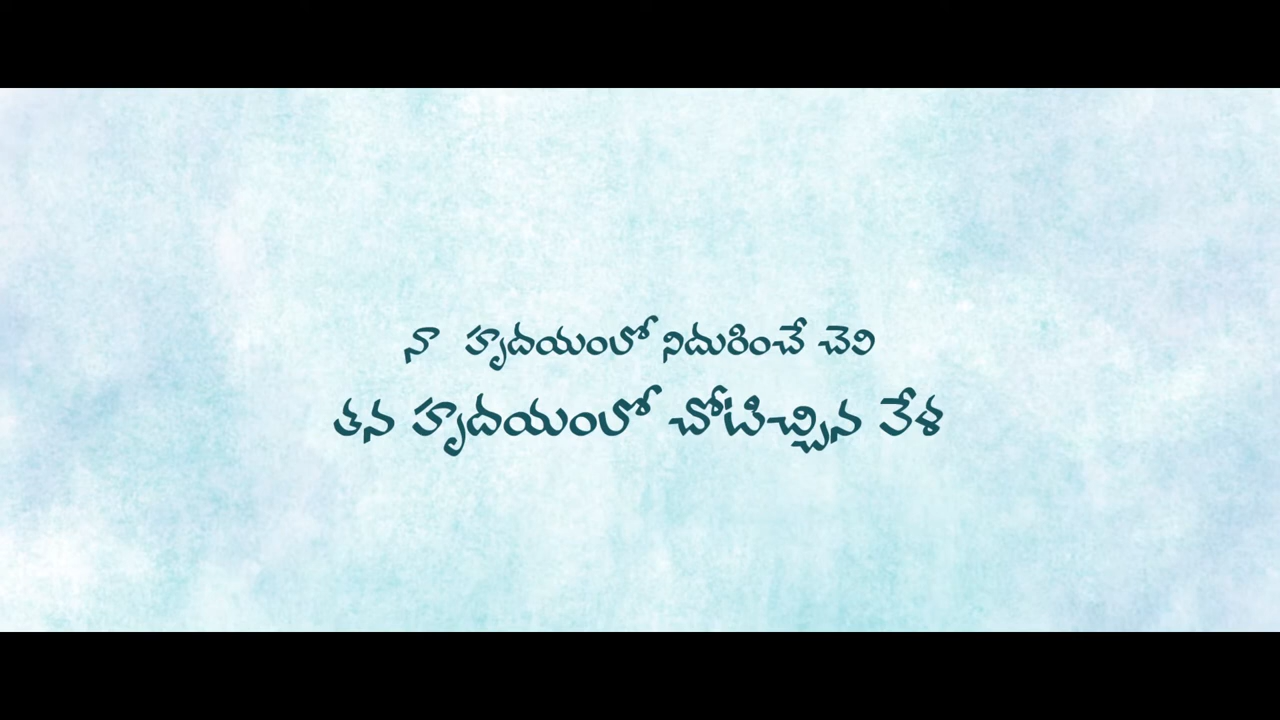 నా హృదయంలో నిదురించే చెలి
తన హృదయంలో చోటిచ్చిన వేళ